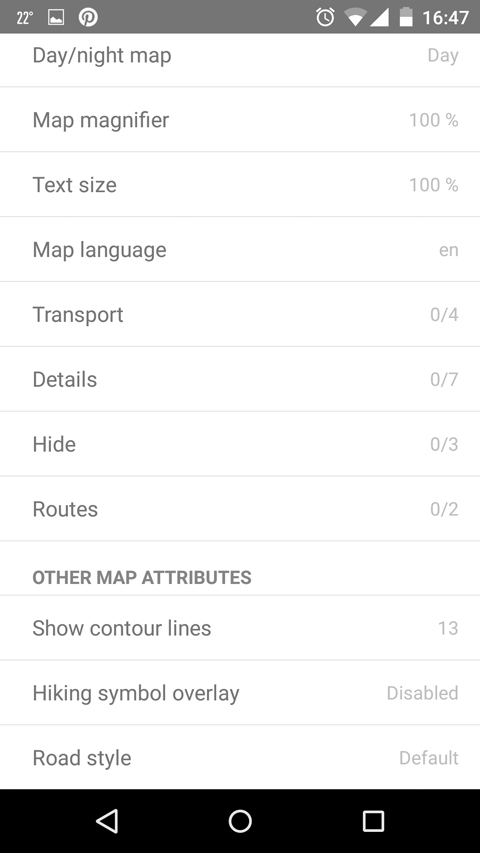 22° 16:47
Day/night map Day
Map magnifier 100 %
Text size 100 %
Map language en
Transport 0/4
Details 0/7
Hide 0/3
Routes 0/2
OTHER MAP ATTRIBUTES
Show contour lines 13
Hiking symbol overlay Disabled
Road style Default